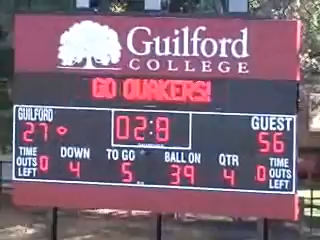 Guilford
COLLEGE
GO QUAKERS!
GUILFORD 02:8 GUEST
27 56
TIME OUTS LEFT 0 DOWN 4 TO GO 5 BALL ON 39 QTR 4 0 TIME OUTS LEFT